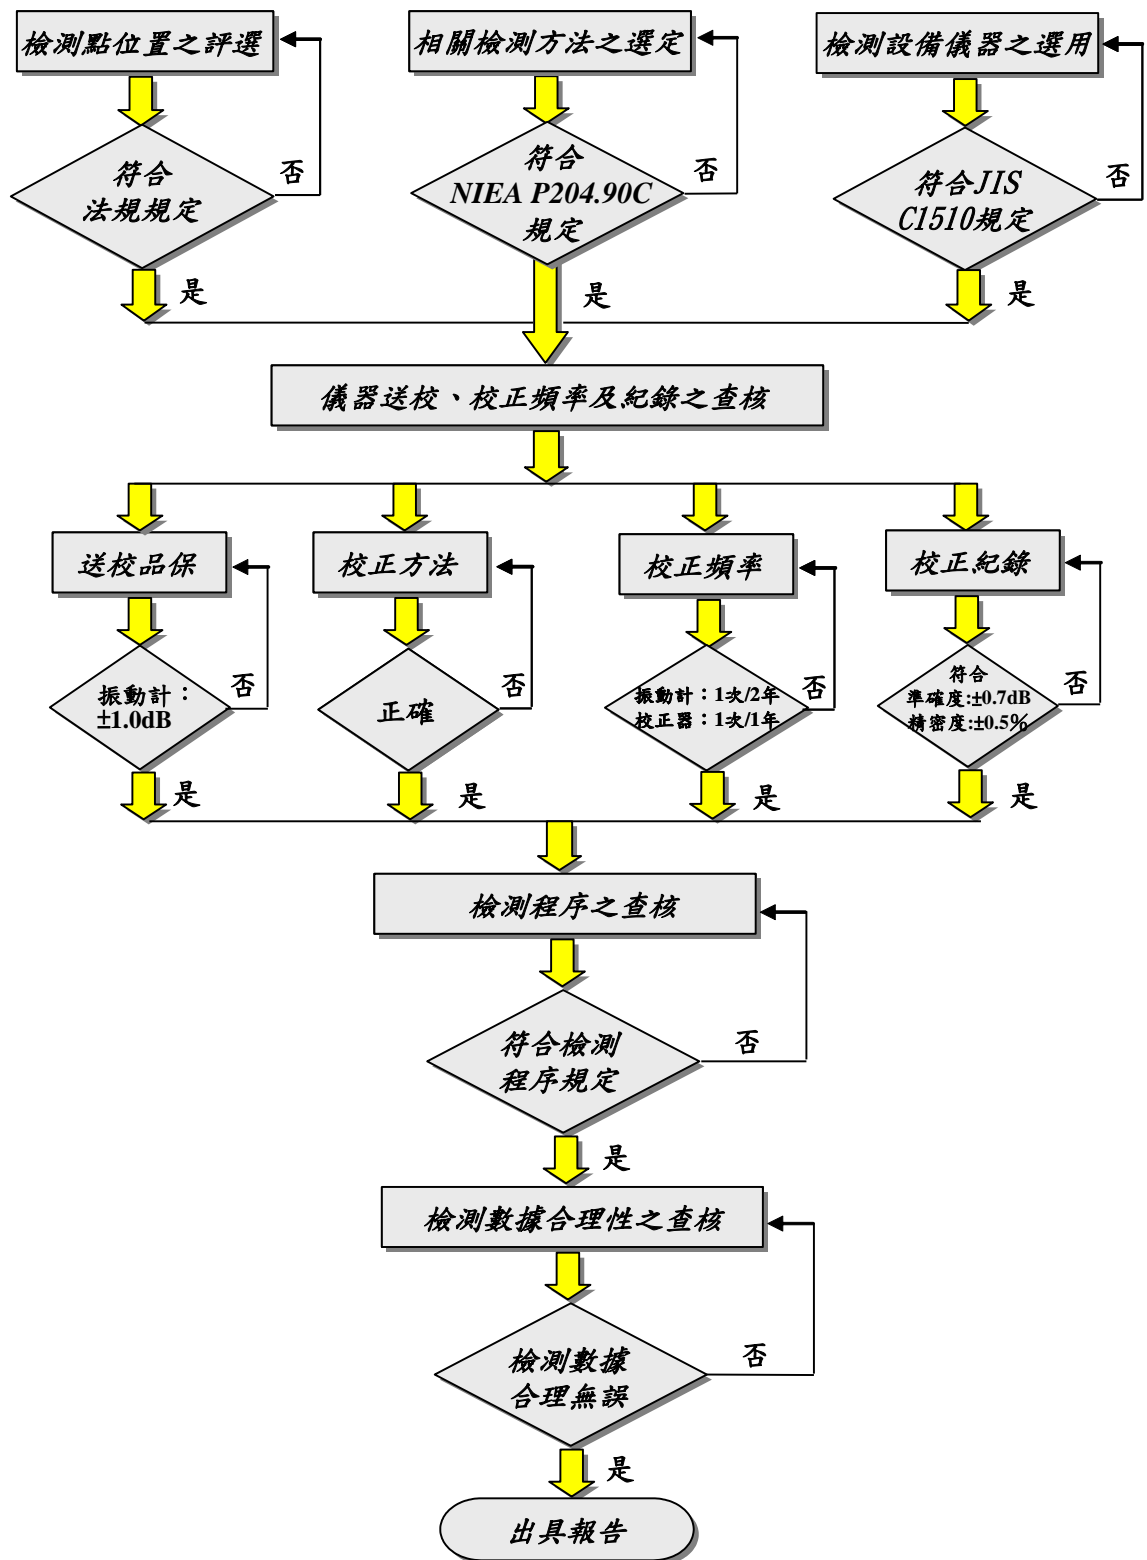 檢測點位置之評選
相關檢測方法之選定
檢測設備儀器之選用
符合
法規規定
否
符合
NIEA P204.90C
規定
否
符合JIS
C1510規定
否
是
是
是
儀器送校、校正頻率及紀錄之查核
送校品保
校正方法
校正頻率
校正紀錄
振動計：
±1.0dB
否
正確
否
振動計：1次/2年
校正器：1次/1年
否
符合
準確度:±0.7dB
精密度:±0.5%
否
是
是
是
是
檢測程序之查核
符合檢測
程序規定
否
是
檢測數據合理性之查核
檢測數據
合理無誤
否
是
出具報告